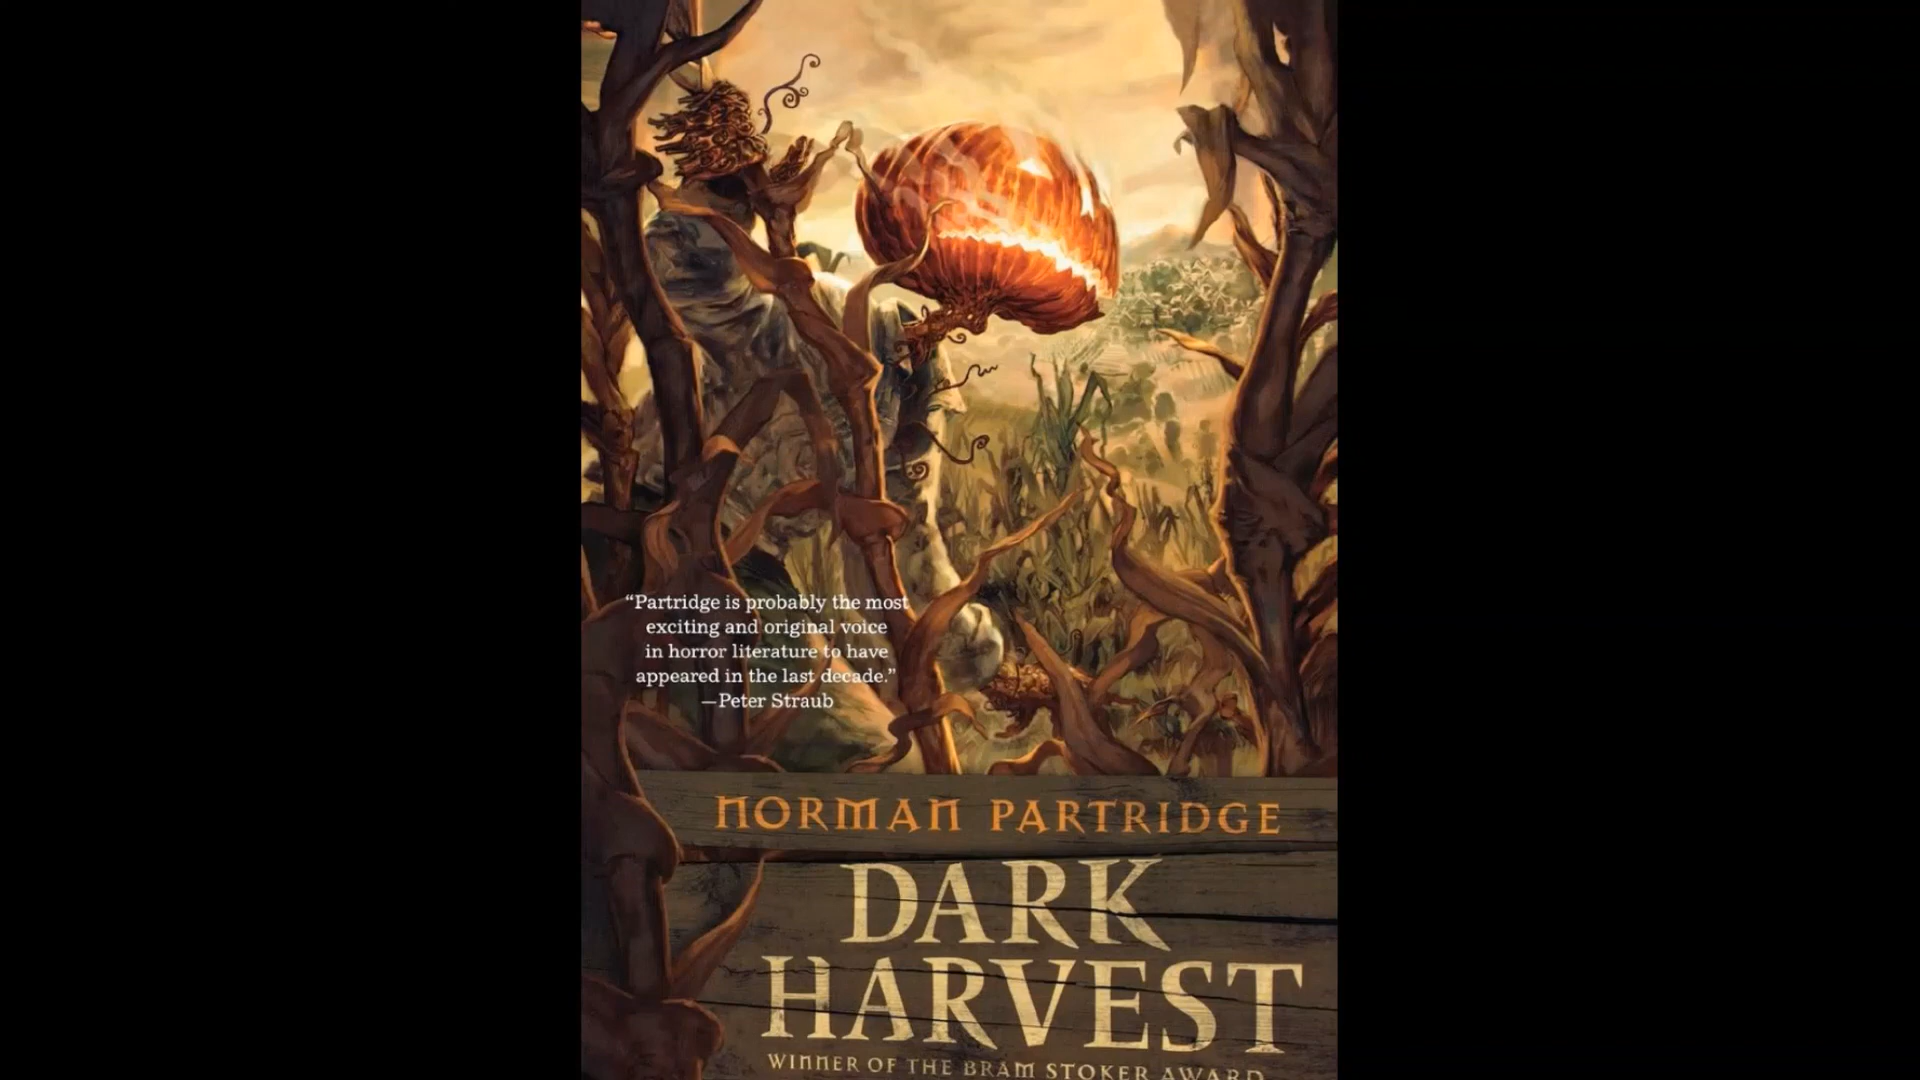 “Partridge is probably the most
exciting and original voice
in horror literature to have
appeared in the last decade.”
—Peter Straub
NORMAN PARTRIDGE
DARK
HARVEST
WINNER OF THE BRAM STOKER AWARD